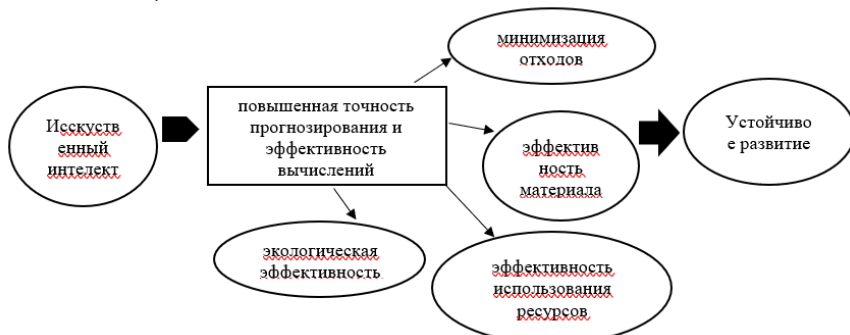 минимизация
отходов
Исскуств
енный
интелект
повышенная точность
прогнозирования и
эффективность
вычислений
эффектив
ность
материала
Устойчиво
е развитие
экологическая
эффективность
эффективность
использования
ресурсов